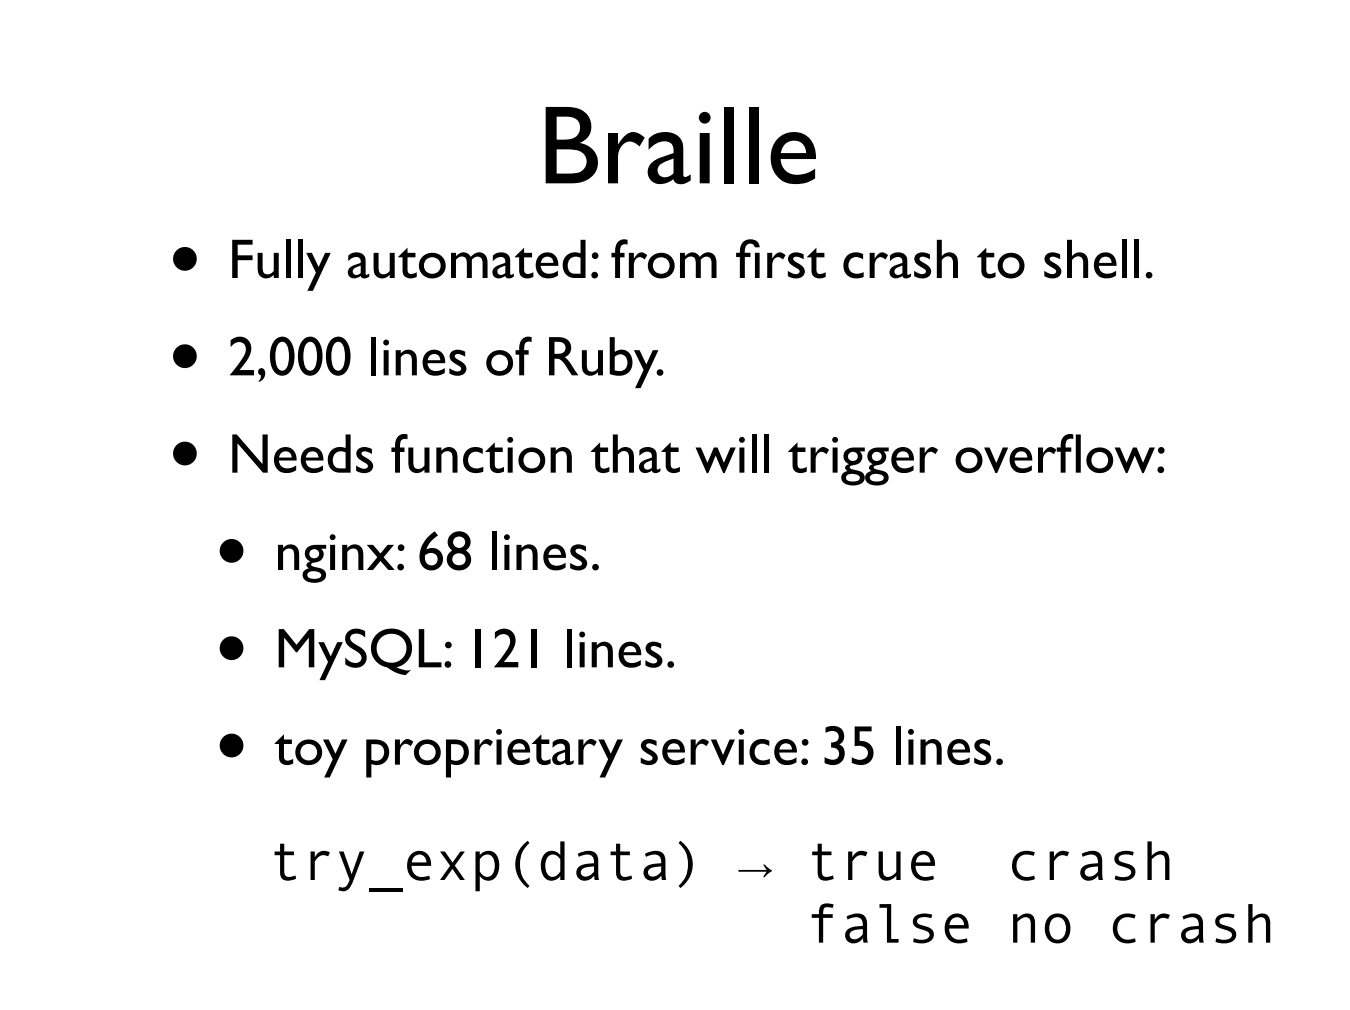 Braille
• Fully automated: from first crash to shell.
• 2,000 lines of Ruby.
• Needs function that will trigger overflow:
• nginx: 68 lines.
• MySQL: 121 lines.
• toy proprietary service: 35 lines.
try_exp(data) → true crash
false no crash